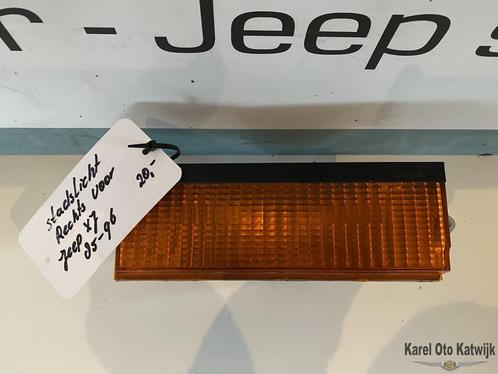 r - Jeep s
stadslicht
Rechts voor
Jeep XJ
85-96
20,-
Karel Oto Katwijk